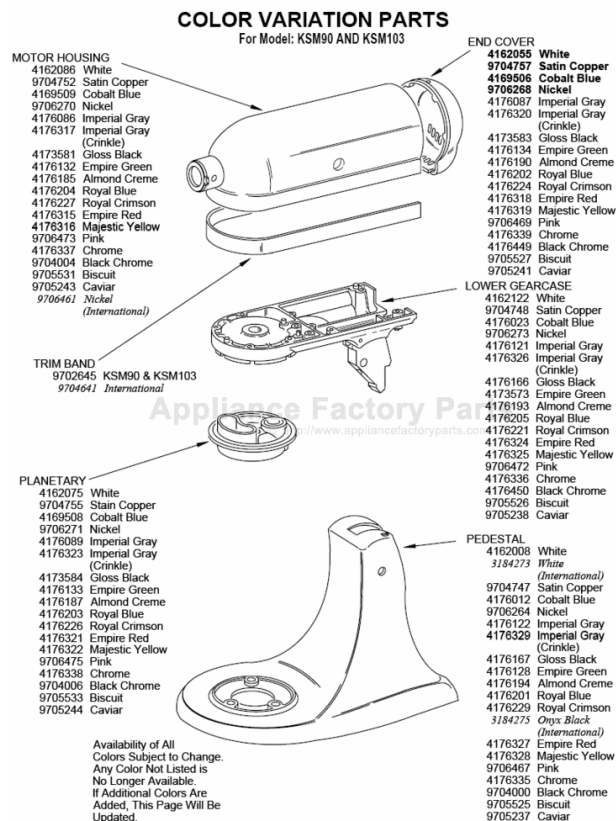 COLOR VARIATION PARTS
For Model: KSM90 AND KSM103
MOTOR HOUSING
4162086 White
9704752 Satin Copper
4169509 Cobalt Blue
9706270 Nickel
4176086 Imperial Gray
4176317 Imperial Gray
(Crinkle)
4173581 Gloss Black
4176132 Empire Green
4176185 Almond Creme
4176204 Royal Blue
4176227 Royal Crimson
4176315 Empire Red
4176316 Majestic Yellow
9706473 Pink
4176337 Chrome
9704004 Black Chrome
9705531 Biscuit
9705243 Caviar
9706461 Nickel
(International)
END COVER
4162055 White
9704757 Satin Copper
4169506 Cobalt Blue
9706268 Nickel
4176087 Imperial Gray
4176320 Imperial Gray
(Crinkle)
4173583 Gloss Black
4176134 Empire Green
4176190 Almond Creme
4176202 Royal Blue
4176224 Royal Crimson
4176318 Empire Red
4176319 Majestic Yellow
9706469 Pink
4176339 Chrome
4176449 Black Chrome
9705527 Biscuit
9705241 Caviar
TRIM BAND
9702645 KSM90 & KSM103
9704641 International
LOWER GEARCASE
4162122 White
9704748 Satin Copper
4176023 Cobalt Blue
9706273 Nickel
4176121 Imperial Gray
4176326 Imperial Gray
(Crinkle)
4176166 Gloss Black
4173573 Empire Green
4176193 Almond Creme
4176205 Royal Blue
4176221 Royal Crimson
4176324 Empire Red
4176325 Majestic Yellow
9706472 Pink
4176336 Chrome
4176450 Black Chrome
9705526 Biscuit
9705238 Caviar
Appliance Factory Parts
http://www.appliancefactoryparts.com
PLANETARY
4162075 White
9704755 Stain Copper
4169508 Cobalt Blue
9706271 Nickel
4176089 Imperial Gray
4176323 Imperial Gray
(Crinkle)
4173584 Gloss Black
4176133 Empire Green
4176187 Almond Creme
4176203 Royal Blue
4176226 Royal Crimson
4176321 Empire Red
4176322 Majestic Yellow
9706475 Pink
4176338 Chrome
9704006 Black Chrome
9705533 Biscuit
9705244 Caviar
PEDESTAL
4162008 White
3184273 White
(International)
9704747 Satin Copper
4176012 Cobalt Blue
9706264 Nickel
4176122 Imperial Gray
4176329 Imperial Gray
(Crinkle)
4176167 Gloss Black
4176128 Empire Green
4176194 Almond Creme
4176201 Royal Blue
4176229 Royal Crimson
3184275 Onyx Black
(International)
4176327 Empire Red
4176328 Majestic Yellow
9706467 Pink
4176335 Chrome
9704000 Black Chrome
9705525 Biscuit
9705237 Caviar
Availability of All
Colors Subject to Change.
Any Color Not Listed is
No Longer Available.
If Additional Colors Are
Added, This Page Will Be
Updated.